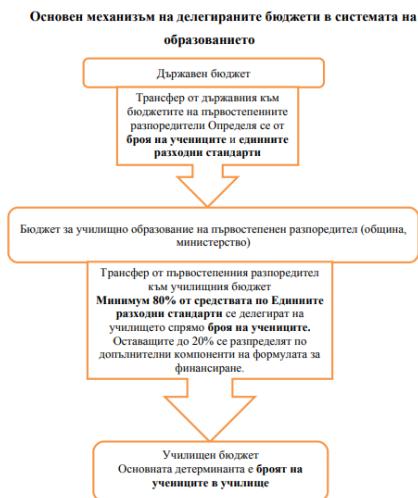 Основен механизъм на делегираните бюджети в системата на
образованието
Държавен бюджет
Трансфер от държавния към
бюджетите на първостепенните
разпоредители Определя се от
броя на учениците и единните
разходни стандарти
Бюджет за училищно образование на първостепенен разпоредител (община,
министерство)
Трансфер от първостепенния разпоредител
към училищния бюджет
Минимум 80% от средствата по Единните
разходни стандарти се делегират на
училището спрямо броя на учениците.
Оставащите до 20% се разпределят по
допълнителни компоненти на формулата за
финансиране.
Училищен бюджет
Основната детерминанта е броят на
учениците в училище